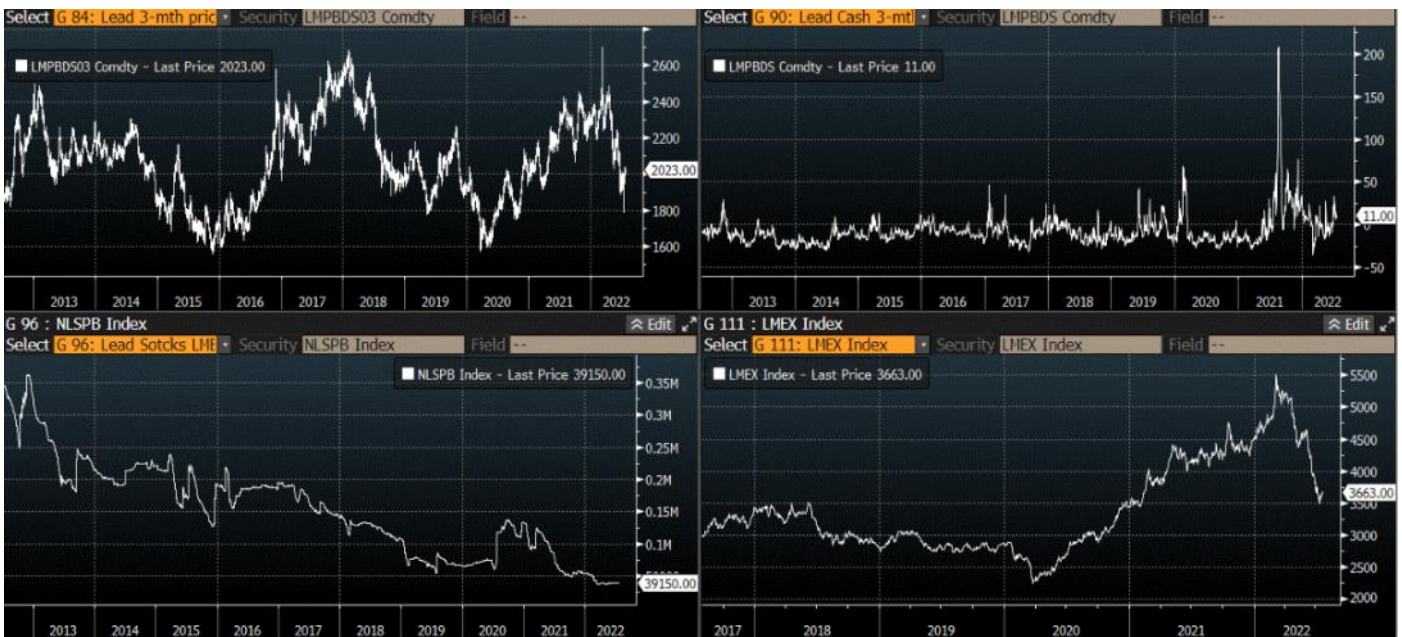 Select G 84: Lead 3-mth pric Security LMPBDS03 Comdty Field --
LMPBDS03 Comdty - Last Price 2023.00
2600
2400
2200
2023.00
1800
1600
2013 2014 2015 2016 2017 2018 2019 2020 2021 2022
Select G 90: Lead Cash 3-mtl Security LMPBDS Comdty Field --
LMPBDS Comdty - Last Price 11.00
200
150
100
50
11.00
0
-50
2013 2014 2015 2016 2017 2018 2019 2020 2021 2022
G 96 : NLSPB Index Edit
Select G 96: Lead Sotcks LME Security NLSPB Index Field --
NLSPB Index - Last Price 39150.00
0.35M
0.3M
0.25M
0.2M
0.15M
0.1M
39150.00
2013 2014 2015 2016 2017 2018 2019 2020 2021 2022
G 111 : LMEX Index Edit
Select G 111: LMEX Index Security LMEX Index Field --
LMEX Index - Last Price 3663.00
5500
5000
4500
4000
3663.00
3500
3000
2500
2000
2017 2018 2019 2020 2021 2022